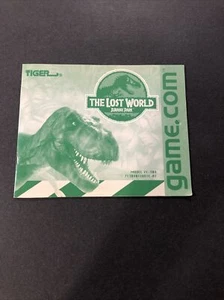 TIGER
THE LOST WORLD
JURASSIC PARK
game.com